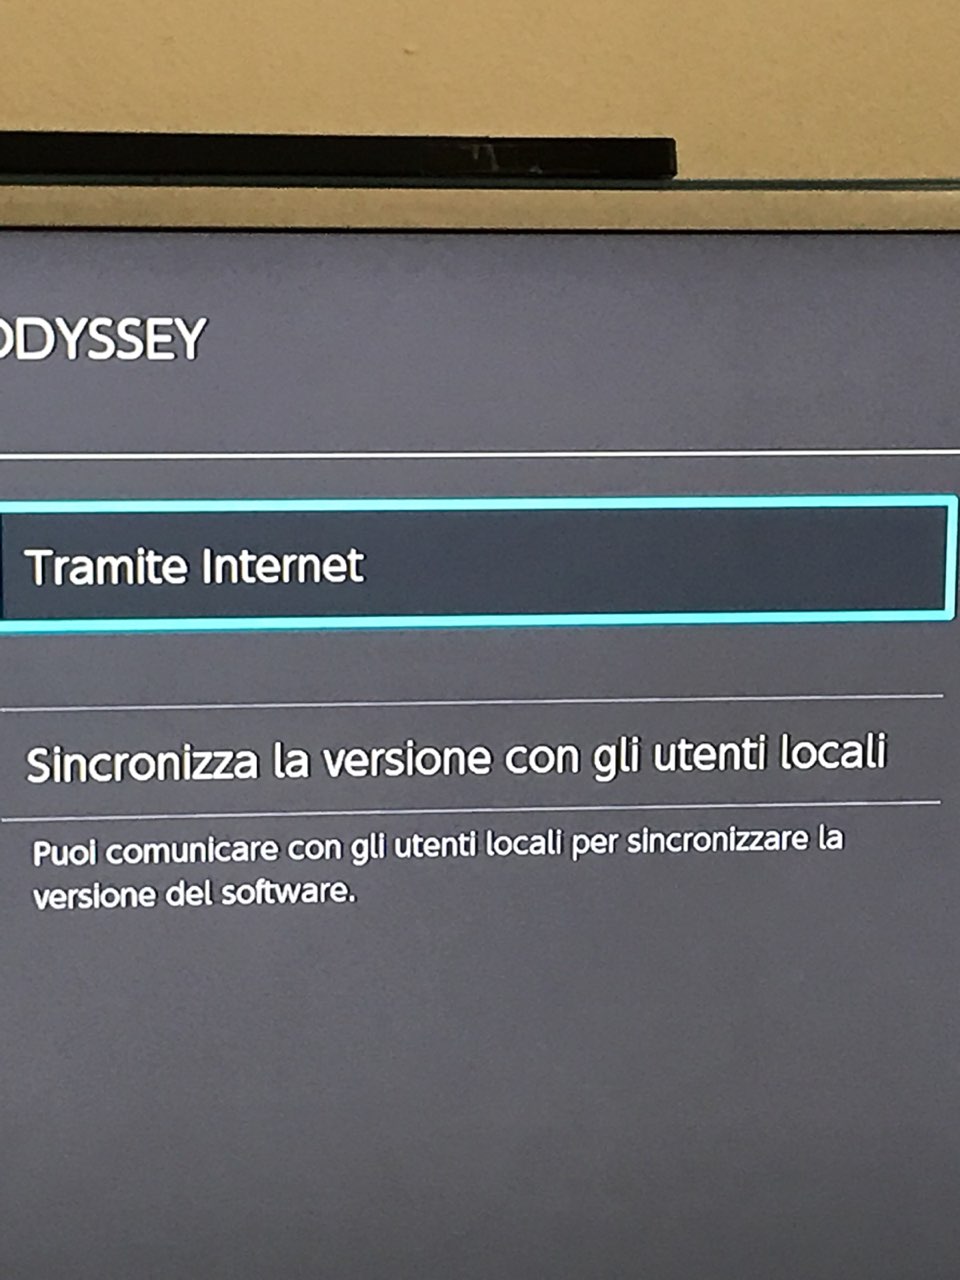 ODYSSEY
Tramite Internet
Sincronizza la versione con gli utenti locali
Puoi comunicare con gli utenti locali per sincronizzare la
versione del software.